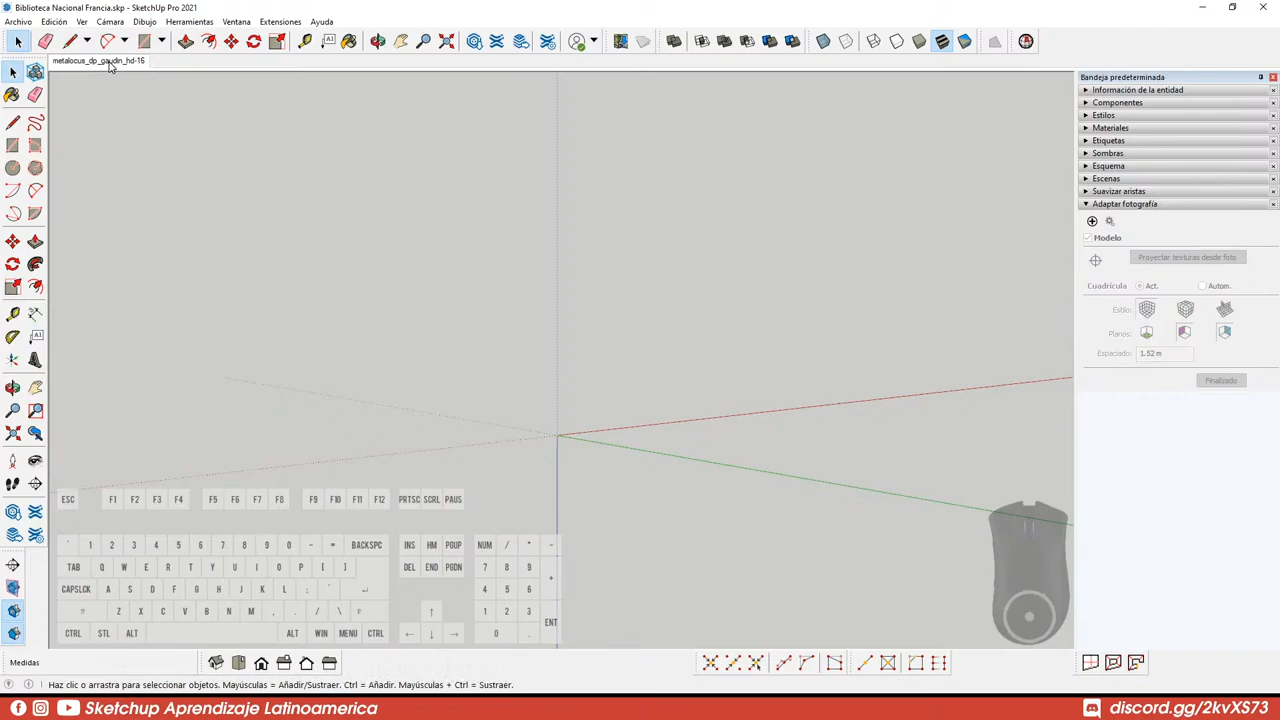 Biblioteca Nacional Francia.skp - SketchUp Pro 2021
Archivo Edición Ver Cámara Dibujo Herramientas Ventana Extensiones Ayuda
metalocus_dp_gaudin_hd-16
Bandeja predeterminada
Información de la entidad
Componentes
Estilos
Materiales
Etiquetas
Sombras
Esquema
Escenas
Suavizar aristas
Adaptar fotografía
Modelo
Proyectar texturas desde foto
Cuadrícula Act. Autom.
Estilo:
Planos:
Espaciado: 1.52 m
Finalizado
ESC F1 F2 F3 F4 F5 F6 F7 F8 F9 F10 F11 F12 PRTSC SCRL PAUS
` 1 2 3 4 5 6 7 8 9 0 - = BACKSPC INS HM PGUP NUM / * -
TAB Q W E R T Y U I O P [ ] DEL END PGDN 7 8 9 +
CAPSLCK A S D F G H J K L ; 4 5 6
Z X C V B N M , . / \ 1 2 3 ENT
CTRL STL ALT ALT WIN MENU CTRL 0 .
Medidas
Haz clic o arrastra para seleccionar objetos. Mayúsculas = Añadir/Sustraer. Ctrl = Añadir. Mayúsculas + Ctrl = Sustraer.
Sketchup Aprendizaje Latinoamerica
discord.gg/2kvXS73